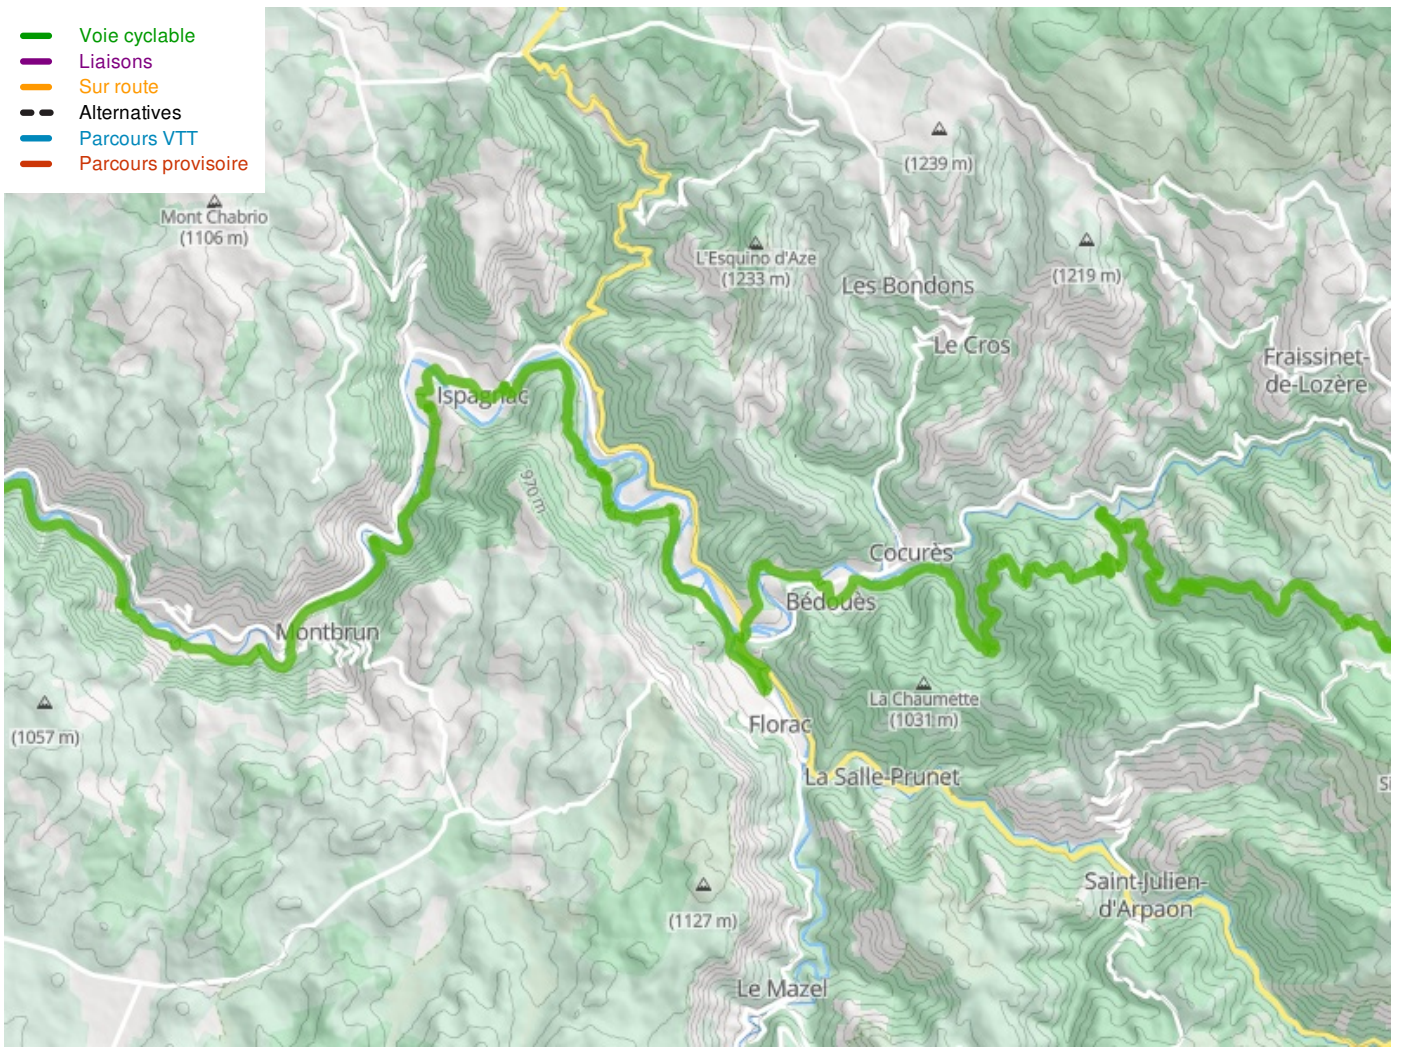 Voie cyclable
Liaisons
Sur route
Alternatives
Parcours VTT
Parcours provisoire
(1239 m)
Mont Chabrio
(1106 m)
L'Esquino d'Aze
(1233 m)
(1219 m)
Les Bondons
Le Cros
Fraissinet-
de-Lozère
Ispagnac
970 m
Cocurès
Bédouès
Montbrun
La Chaumette
(1031 m)
(1057 m)
Florac
La Salle-Prunet
Saint-Julien-
d'Arpaon
(1127 m)
Le Mazel